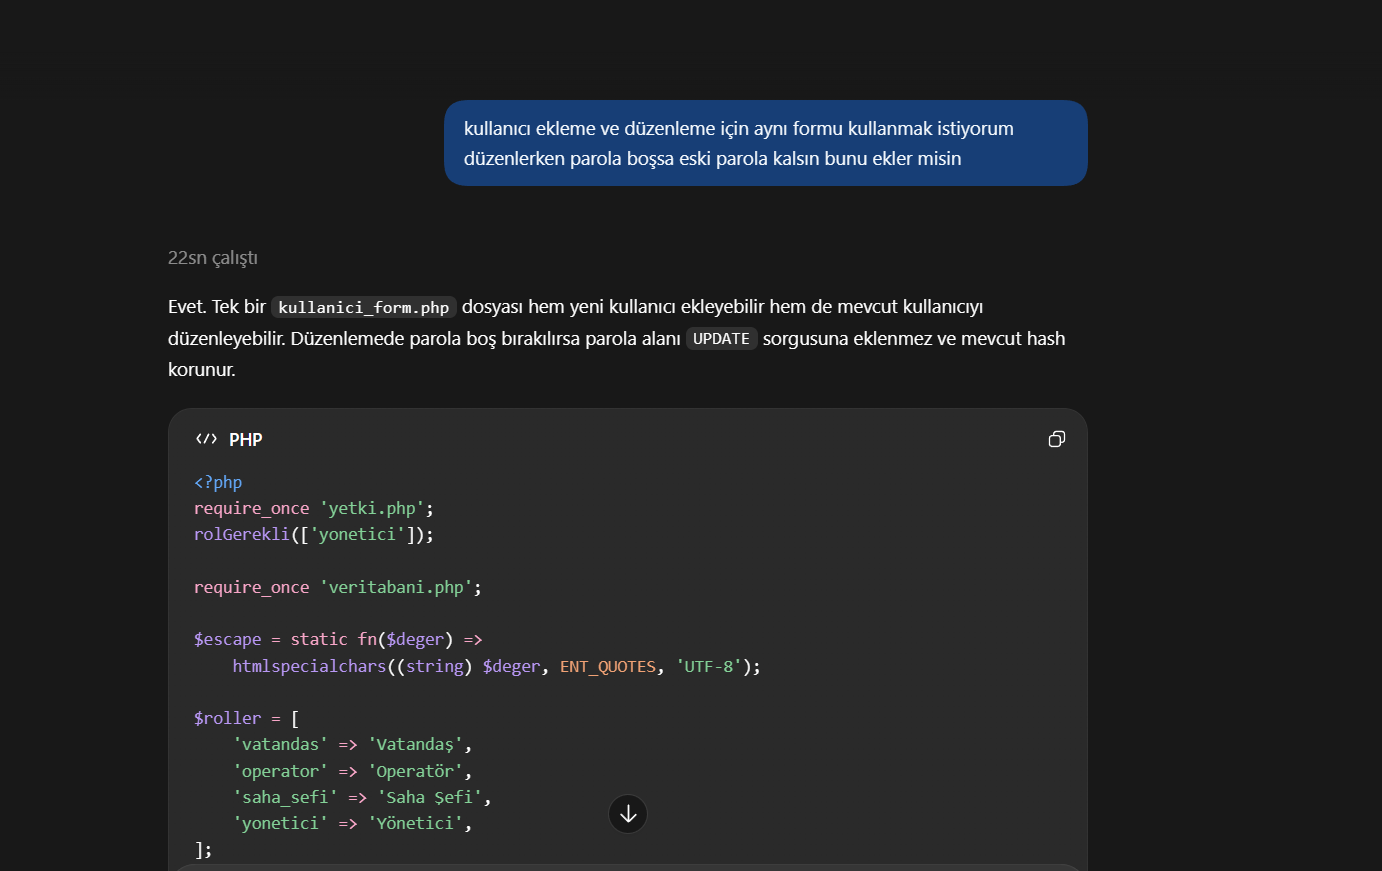 kullanıcı ekleme ve düzenleme için aynı formu kullanmak istiyorum
düzenlerken parola boşsa eski parola kalsın bunu ekler misin
22sn çalıştı
Evet. Tek bir kullanici_form.php dosyası hem yeni kullanıcı ekleyebilir hem de mevcut kullanıcıyı
düzenleyebilir. Düzenlemede parola boş bırakılırsa parola alanı UPDATE sorgusuna eklenmez ve mevcut hash
korunur.
</> PHP
<?php
require_once 'yetki.php';
rolGerekli(['yonetici']);
require_once 'veritabani.php';
$escape = static fn($deger) =>
    htmlspecialchars((string) $deger, ENT_QUOTES, 'UTF-8');
$roller = [
    'vatandas' => 'Vatandaş',
    'operator' => 'Operatör',
    'saha_sefi' => 'Saha Şefi',
    'yonetici' => 'Yönetici',
];